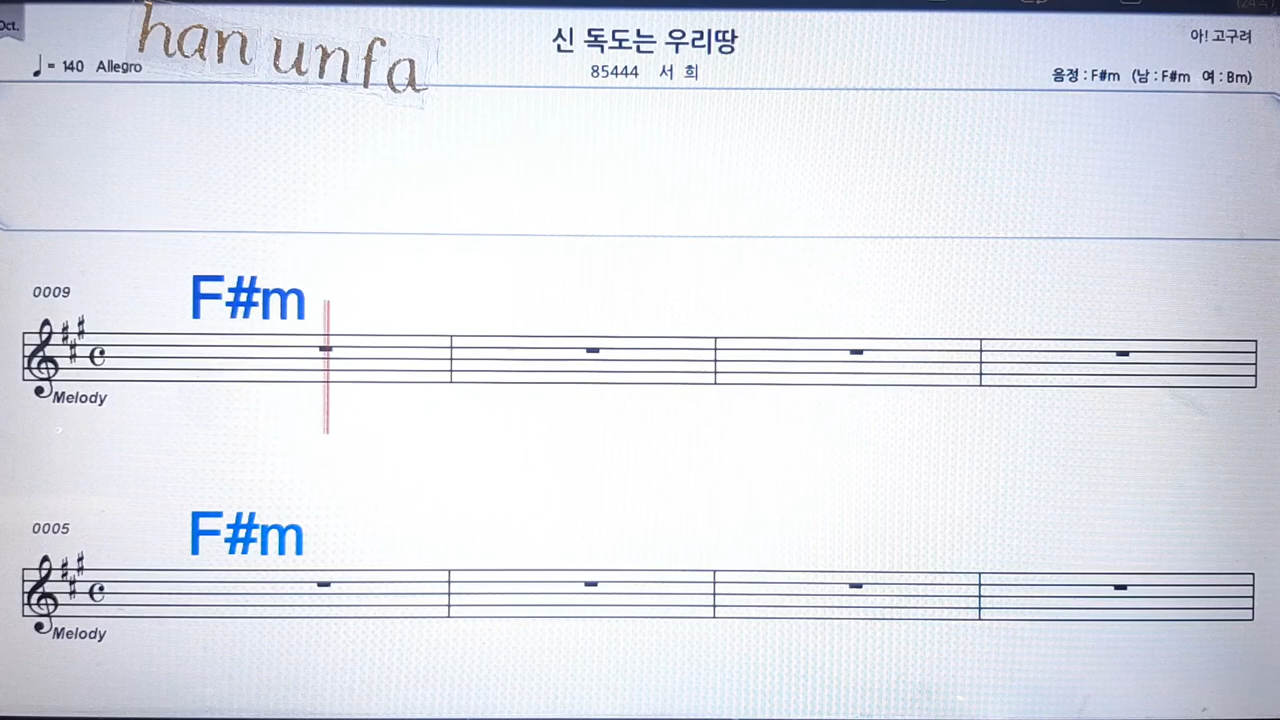 Oct.
han unfa
신 독도는 우리땅
아! 고구려
♩= 140 Allegro
85444 서 희
음정 : F#m (남 : F#m 여 : Bm)
0009
F#m
Melody
0005
F#m
Melody